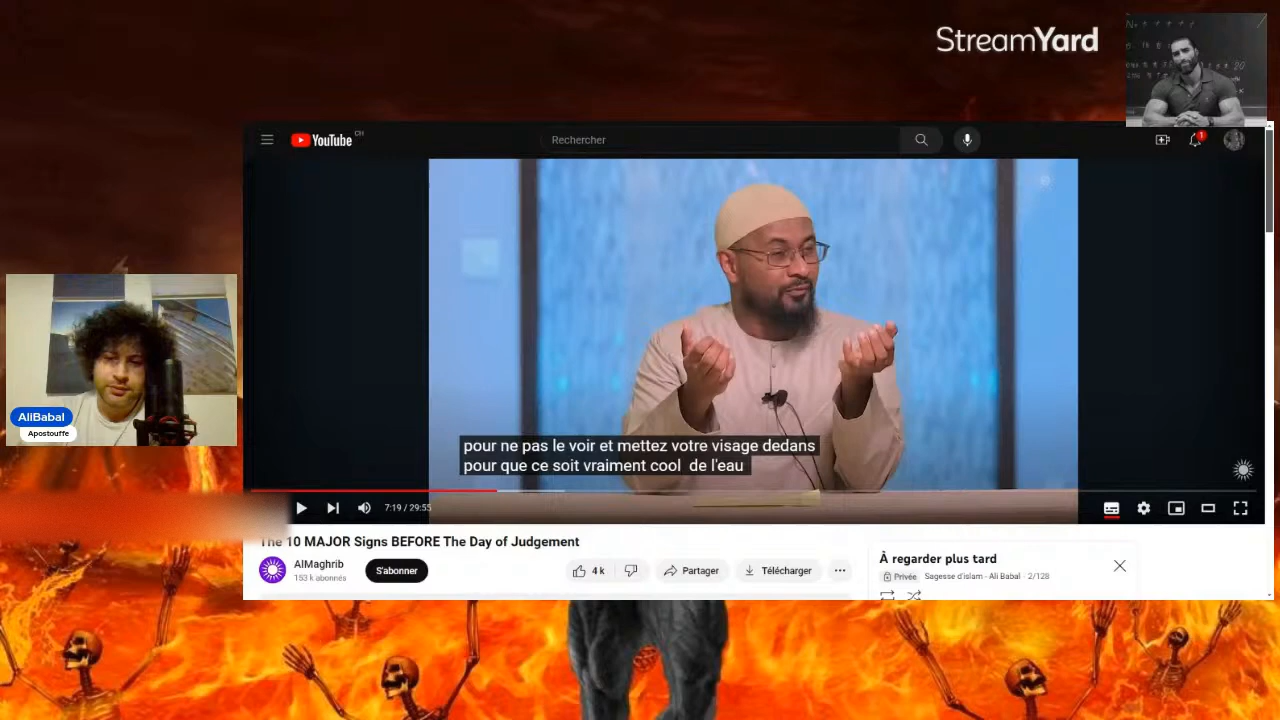 StreamYard
YouTube CH
Rechercher
1
AliBabal
Apostouffe
pour ne pas le voir et mettez votre visage dedans
pour que ce soit vraiment cool de l'eau
7:19 / 29:55
The 10 MAJOR Signs BEFORE The Day of Judgement
AlMaghrib
153 k abonnés
S'abonner
4 k
Partager
Télécharger
À regarder plus tard
Privée
Sagesse d'islam - Ali Babal · 2/128